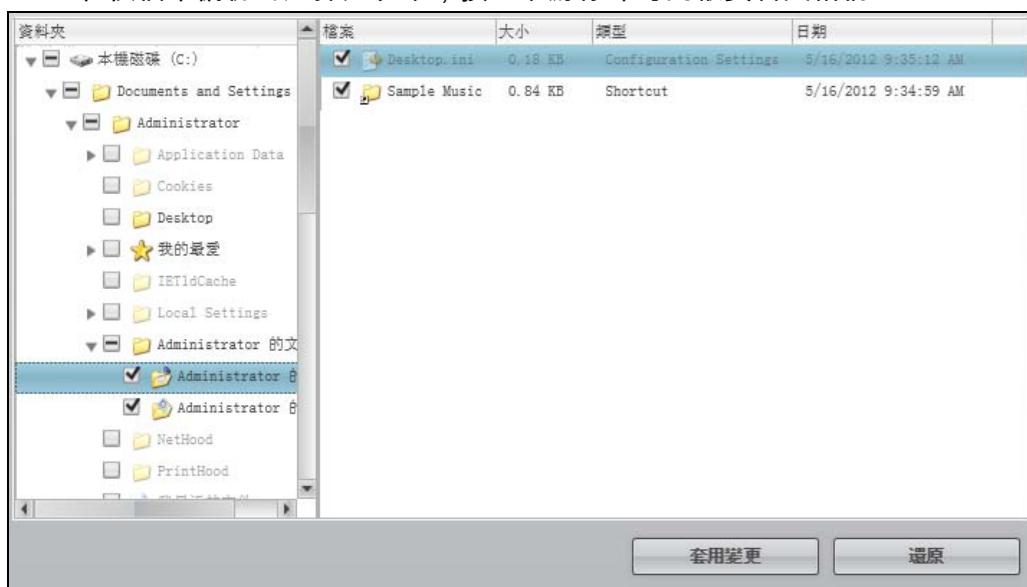 資料夾
檔案 大小 類型 日期
本機磁碟 (C:)
Desktop.ini 0.18 KB Configuration Settings 5/16/2012 9:35:12 AM
Documents and Settings
Sample Music 0.84 KB Shortcut 5/16/2012 9:34:59 AM
Administrator
Application Data
Cookies
Desktop
我的最愛
IETldCache
Local Settings
Administrator 的文
Administrator
Administrator
NetHood
PrintHood
套用變更 還原